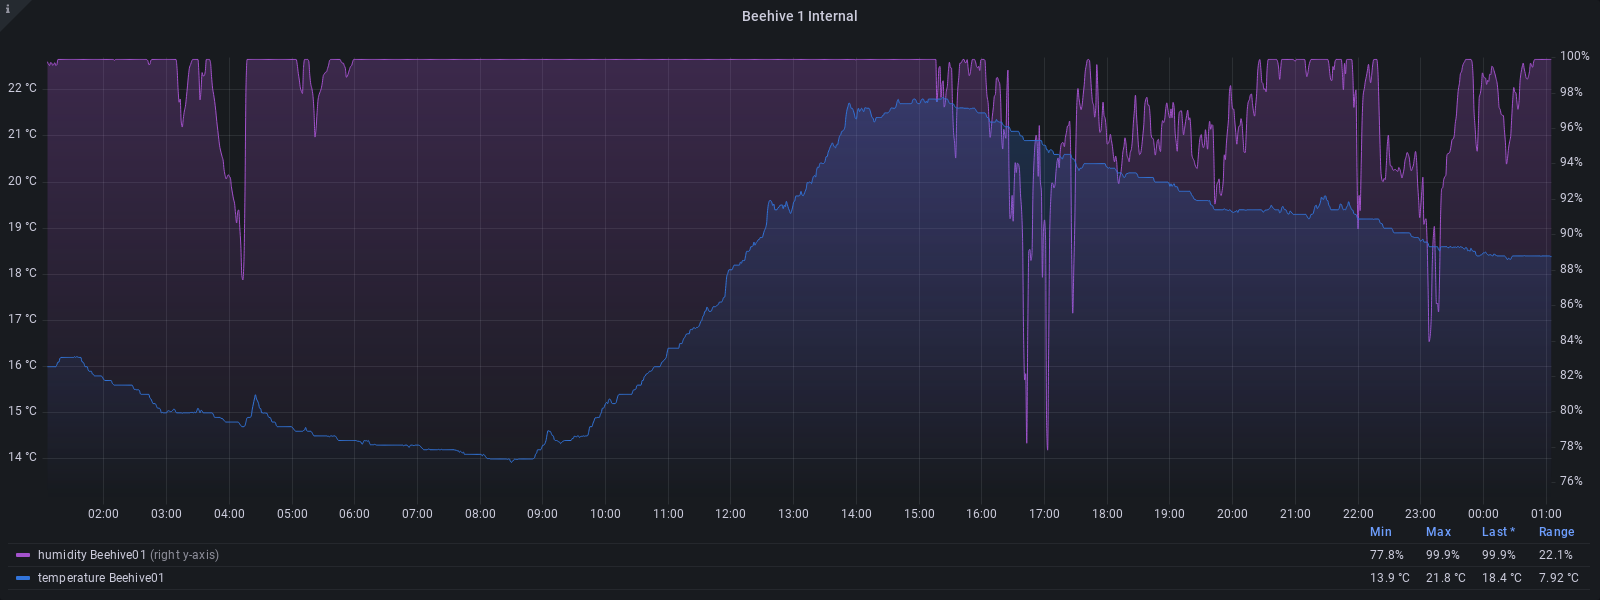 i
Beehive 1 Internal
100%
22 °C
98%
21 °C
96%
20 °C
94%
92%
19 °C
90%
18 °C
88%
17 °C
86%
84%
16 °C
82%
15 °C
80%
14 °C
78%
76%
02:00 03:00 04:00 05:00 06:00 07:00 08:00 09:00 10:00 11:00 12:00 13:00 14:00 15:00 16:00 17:00 18:00 19:00 20:00 21:00 22:00 23:00 00:00 01:00
Min Max Last * Range
humidity Beehive01 (right y-axis) 77.8% 99.9% 99.9% 22.1%
temperature Beehive01 13.9 °C 21.8 °C 18.4 °C 7.92 °C